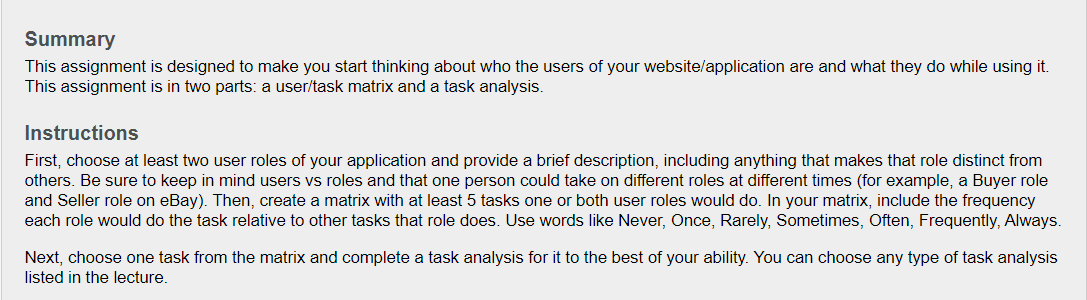 Summary
This assignment is designed to make you start thinking about who the users of your website/application are and what they do while using it.
This assignment is in two parts: a user/task matrix and a task analysis.
Instructions
First, choose at least two user roles of your application and provide a brief description, including anything that makes that role distinct from
others. Be sure to keep in mind users vs roles and that one person could take on different roles at different times (for example, a Buyer role
and Seller role on eBay). Then, create a matrix with at least 5 tasks one or both user roles would do. In your matrix, include the frequency
each role would do the task relative to other tasks that role does. Use words like Never, Once, Rarely, Sometimes, Often, Frequently, Always.
Next, choose one task from the matrix and complete a task analysis for it to the best of your ability. You can choose any type of task analysis
listed in the lecture.